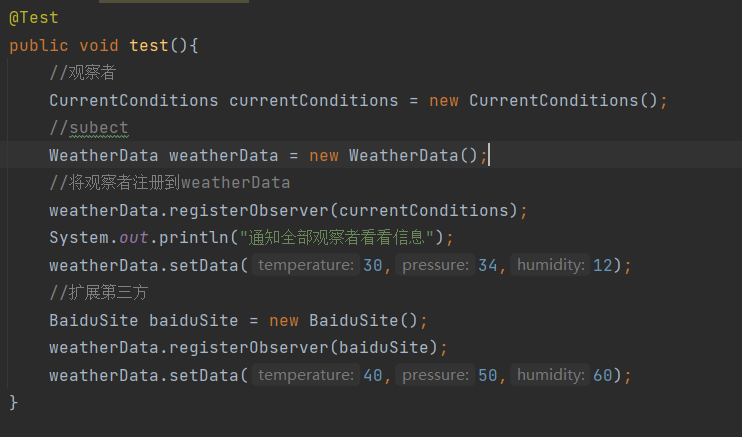 @Test
public void test(){
//观察者
CurrentConditions currentConditions = new CurrentConditions();
//subect
WeatherData weatherData = new WeatherData();
//将观察者注册到weatherData
weatherData.registerObserver(currentConditions);
System.out.println("通知全部观察者看看信息");
weatherData.setData( temperature: 30, pressure: 34, humidity: 12);
//扩展第三方
BaiduSite baiduSite = new BaiduSite();
weatherData.registerObserver(baiduSite);
weatherData.setData( temperature: 40, pressure: 50, humidity: 60);
}